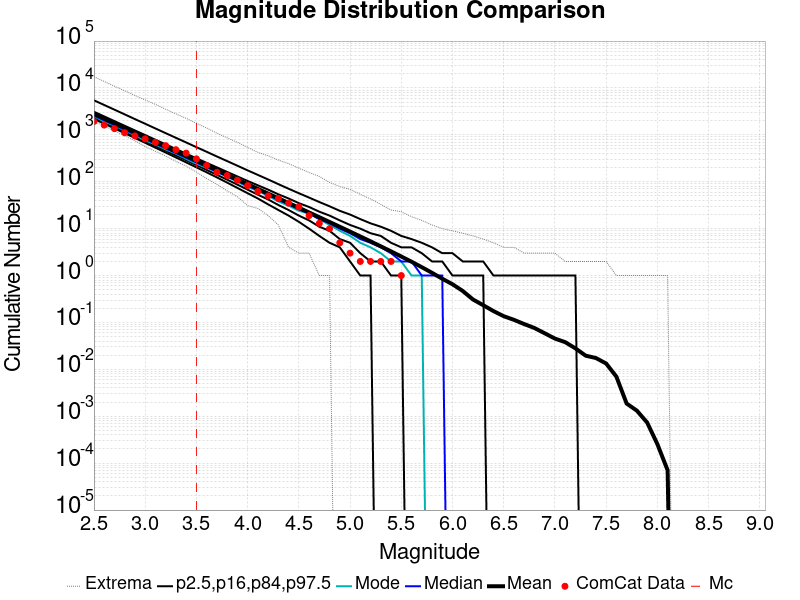 Magnitude Distribution Comparison
10^5
10^4
10^3
10^2
10^1
10^0
10^-1
10^-2
10^-3
10^-4
10^-5
Cumulative Number
2.5 3.0 3.5 4.0 4.5 5.0 5.5 6.0 6.5 7.0 7.5 8.0 8.5 9.0
Magnitude
Extrema p2.5,p16,p84,p97.5 Mode Median Mean ComCat Data Mc